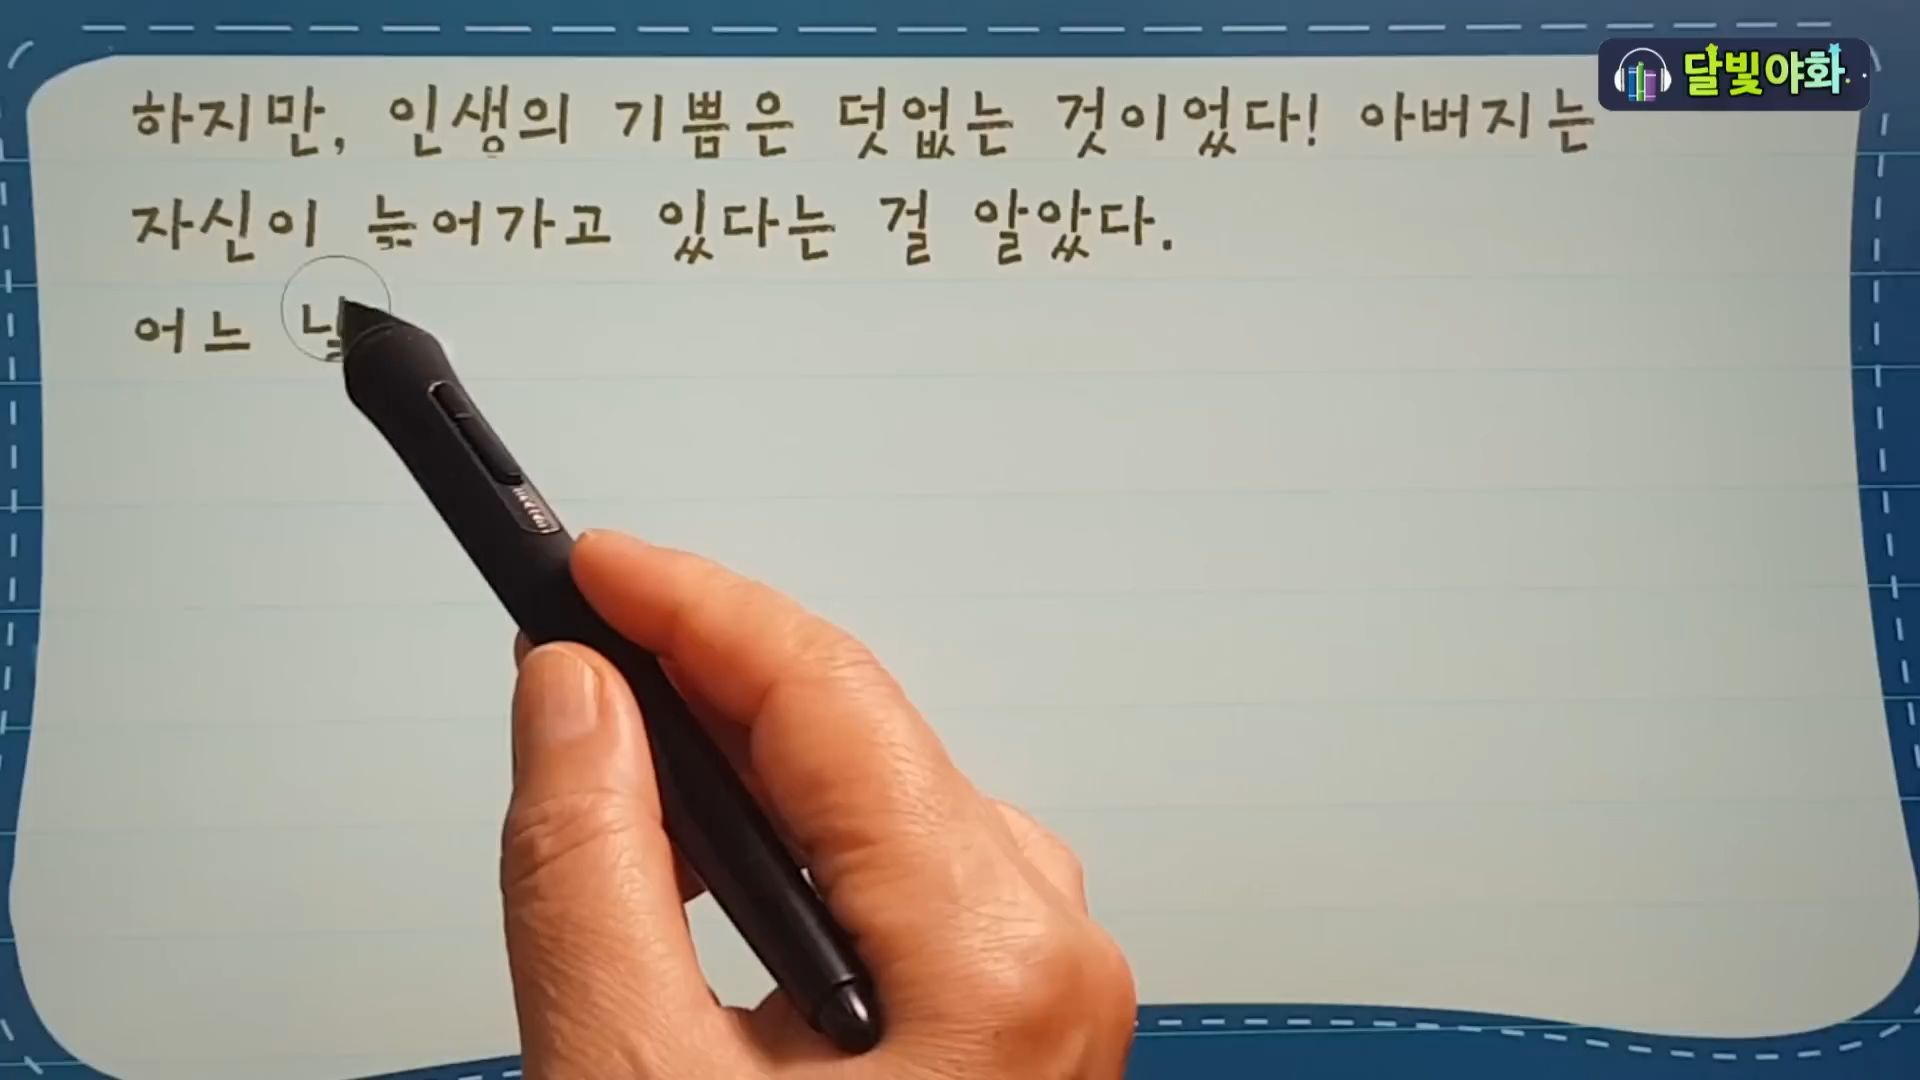 달빛야화
하지만, 인생의 기쁨은 덧없는 것이었다! 아버지는
자신이 늙어가고 있다는 걸 알았다.
어느